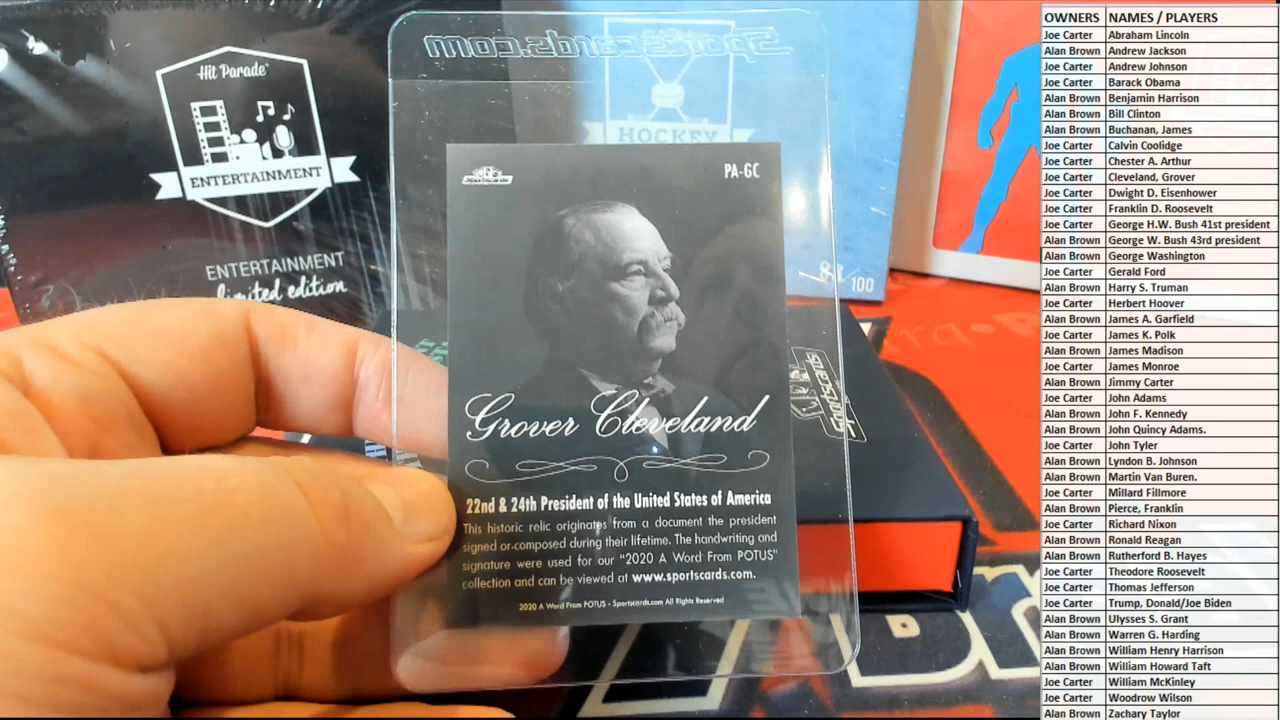 Hit Parade
ENTERTAINMENT
ENTERTAINMENT
limited edition
Sportscards.com
HOCKEY
/100
PA-GC
Grover Cleveland
22nd & 24th President of the United States of America
This historic relic originates from a document the president
signed or composed during their lifetime. The handwriting and
signature were used for our "2020 A Word From POTUS"
collection and can be viewed at www.sportscards.com.
2020 A Word From POTUS - Sportscards.com All Rights Reserved
Sportscards
OWNERS NAMES / PLAYERS
Joe Carter Abraham Lincoln
Alan Brown Andrew Jackson
Joe Carter Andrew Johnson
Joe Carter Barack Obama
Alan Brown Benjamin Harrison
Alan Brown Bill Clinton
Alan Brown Buchanan, James
Joe Carter Calvin Coolidge
Joe Carter Chester A. Arthur
Joe Carter Cleveland, Grover
Joe Carter Dwight D. Eisenhower
Joe Carter Franklin D. Roosevelt
Joe Carter George H.W. Bush 41st president
Alan Brown George W. Bush 43rd president
Alan Brown George Washington
Joe Carter Gerald Ford
Alan Brown Harry S. Truman
Joe Carter Herbert Hoover
Alan Brown James A. Garfield
Joe Carter James K. Polk
Alan Brown James Madison
Joe Carter James Monroe
Alan Brown Jimmy Carter
Joe Carter John Adams
Alan Brown John F. Kennedy
Alan Brown John Quincy Adams.
Joe Carter John Tyler
Alan Brown Lyndon B. Johnson
Alan Brown Martin Van Buren.
Joe Carter Millard Fillmore
Alan Brown Pierce, Franklin
Joe Carter Richard Nixon
Alan Brown Ronald Reagan
Alan Brown Rutherford B. Hayes
Joe Carter Theodore Roosevelt
Joe Carter Thomas Jefferson
Joe Carter Trump, Donald/Joe Biden
Alan Brown Ulysses S. Grant
Alan Brown Warren G. Harding
Alan Brown William Henry Harrison
Alan Brown William Howard Taft
Joe Carter William McKinley
Joe Carter Woodrow Wilson
Alan Brown Zachary Taylor